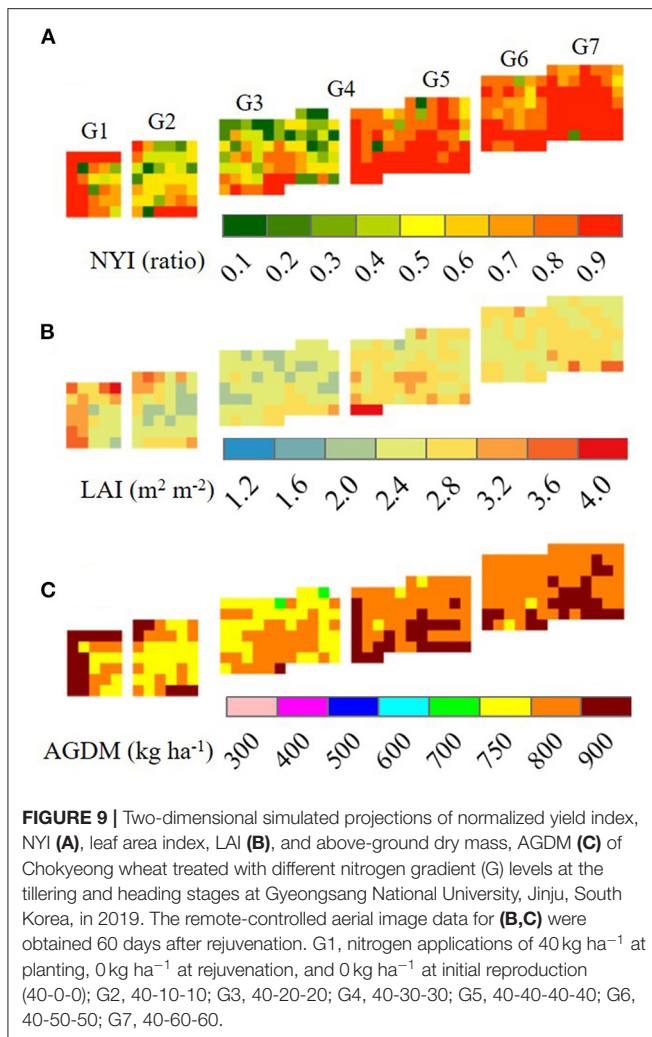 A
G1
G2
G3
G4
G5
G6
G7
NYI (ratio)
0.1 0.2 0.3 0.4 0.5 0.6 0.7 0.8 0.9
B
LAI (m² m⁻²)
1.2 1.6 2.0 2.4 2.8 3.2 3.6 4.0
C
AGDM (kg ha⁻¹)
300 400 500 600 700 750 800 900
FIGURE 9 | Two-dimensional simulated projections of normalized yield index,
NYI (A), leaf area index, LAI (B), and above-ground dry mass, AGDM (C) of
Chokyeong wheat treated with different nitrogen gradient (G) levels at the
tillering and heading stages at Gyeongsang National University, Jinju, South
Korea, in 2019. The remote-controlled aerial image data for (B,C) were
obtained 60 days after rejuvenation. G1, nitrogen applications of 40 kg ha⁻¹ at
planting, 0 kg ha⁻¹ at rejuvenation, and 0 kg ha⁻¹ at initial reproduction
(40-0-0); G2, 40-10-10; G3, 40-20-20; G4, 40-30-30; G5, 40-40-40-40; G6,
40-50-50; G7, 40-60-60.